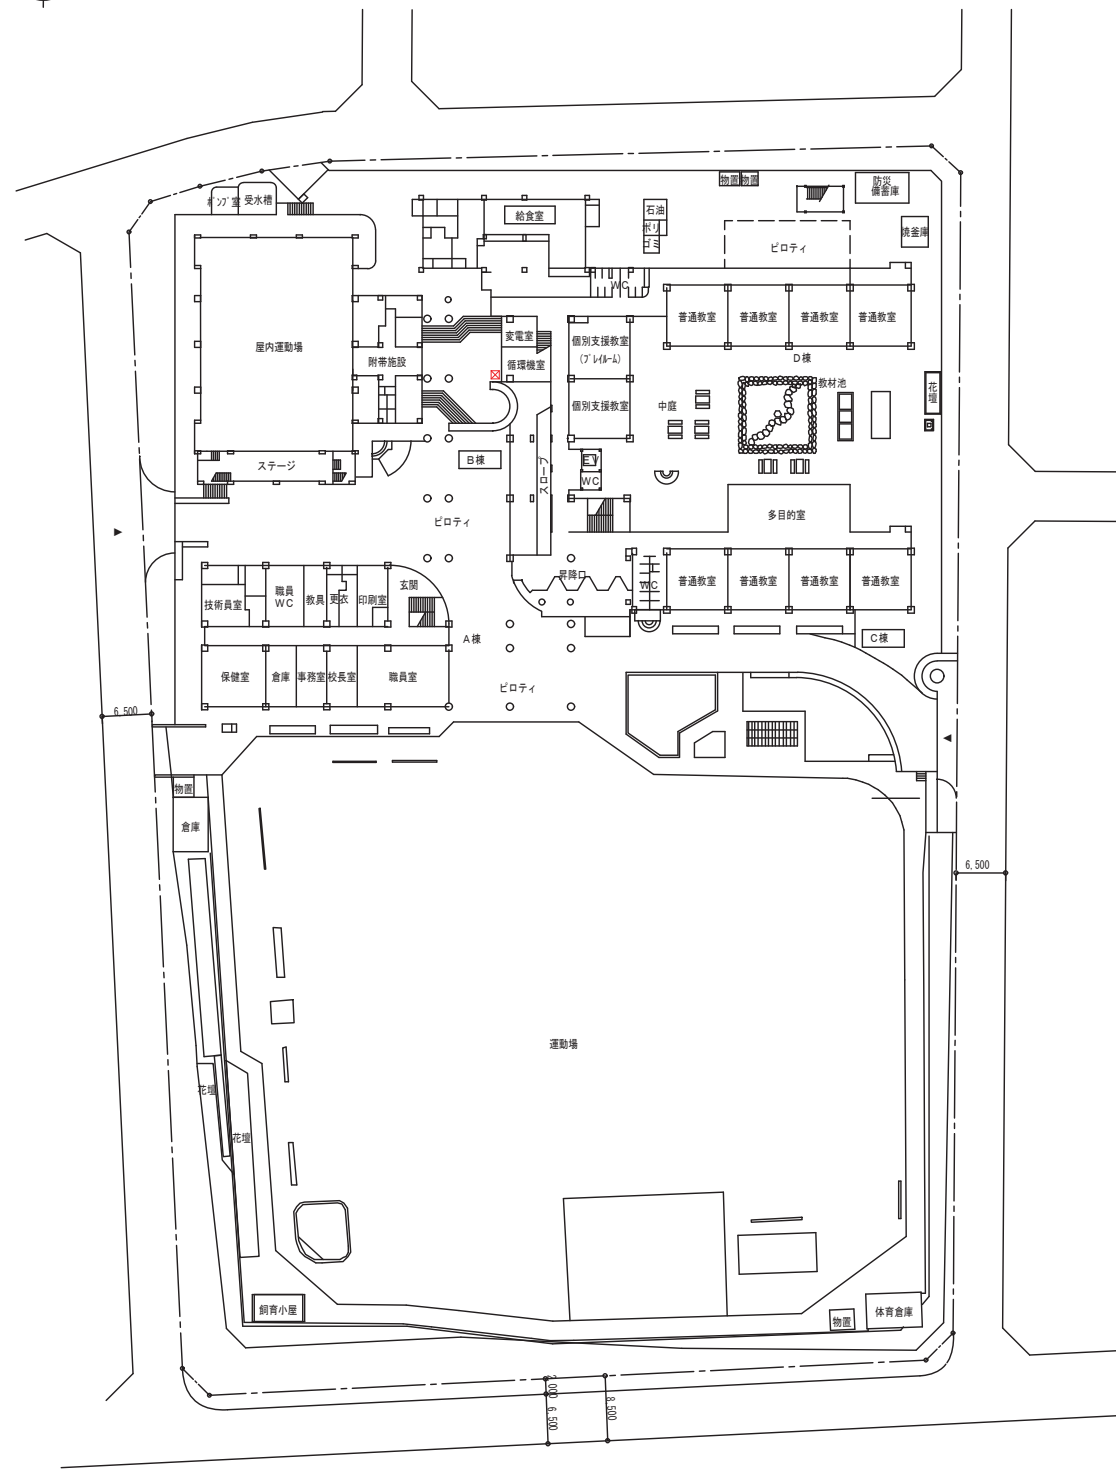 ポンプ室
受水槽
物置
物置
防災
備蓄庫
石油
ポリ
ゴミ
給食室
焼釜庫
ピロティ
WC
普通教室
普通教室
普通教室
普通教室
変電室
個別支援教室
(プレイルーム)
屋内運動場
附帯施設
循環機室
D棟
教材池
花壇
個別支援教室
中庭
B棟
スロープ
EV
WC
ステージ
ピロティ
多目的室
昇降口
WC
普通教室
普通教室
普通教室
普通教室
技術員室
職員
WC
教具
更衣
印刷室
玄関
A棟
C棟
保健室
倉庫
事務室
校長室
職員室
ピロティ
6,500
物置
倉庫
6,500
運動場
花壇
花壇
飼育小屋
物置
体育倉庫
6,500
8,500